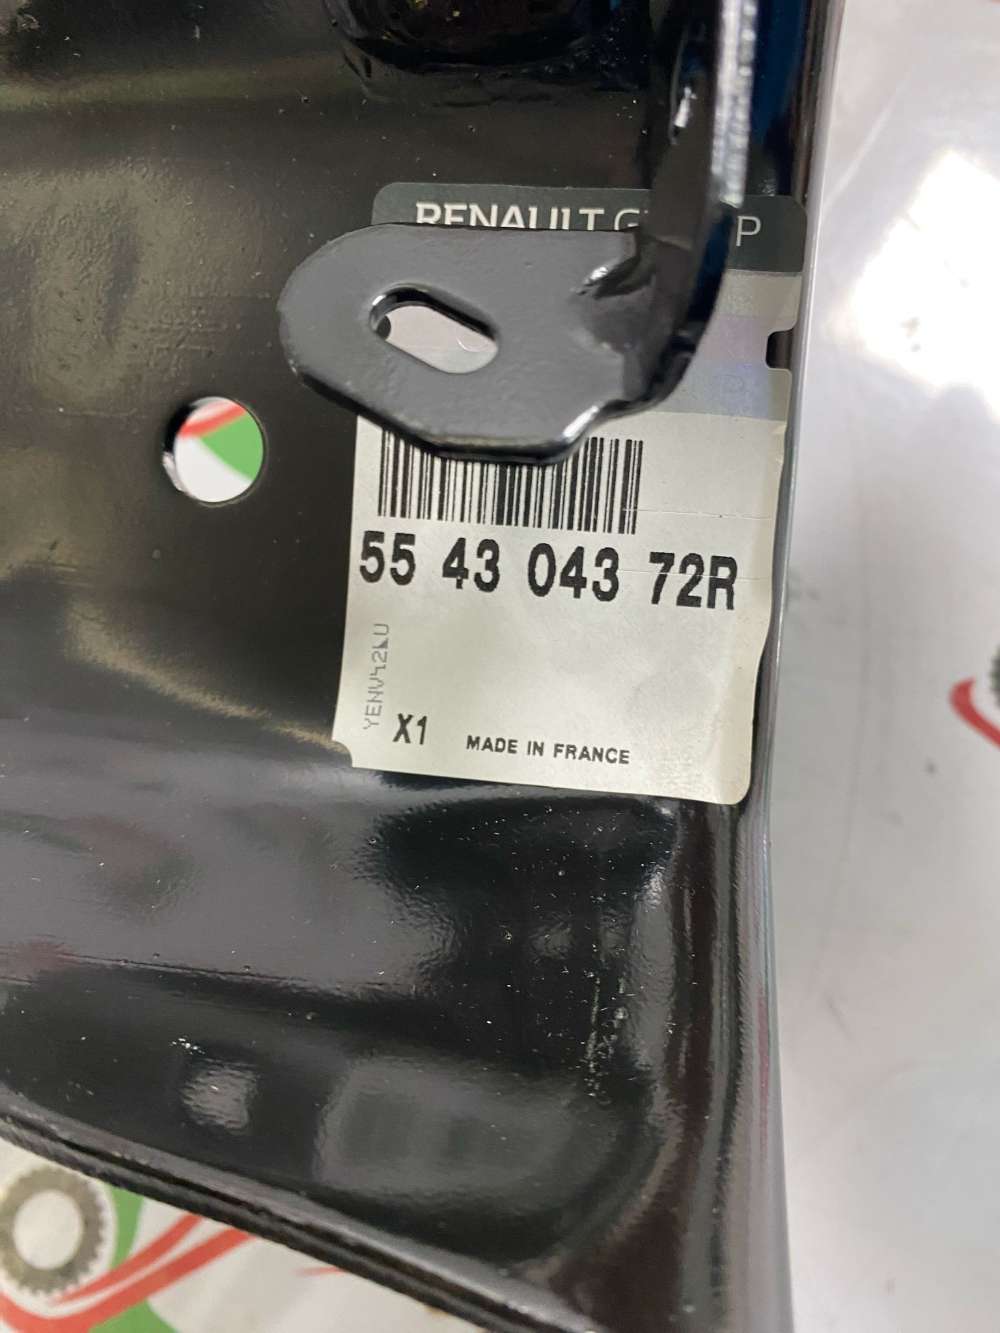 RENAULT G P
55 43 043 72R
YENV42LU
X1
MADE IN FRANCE